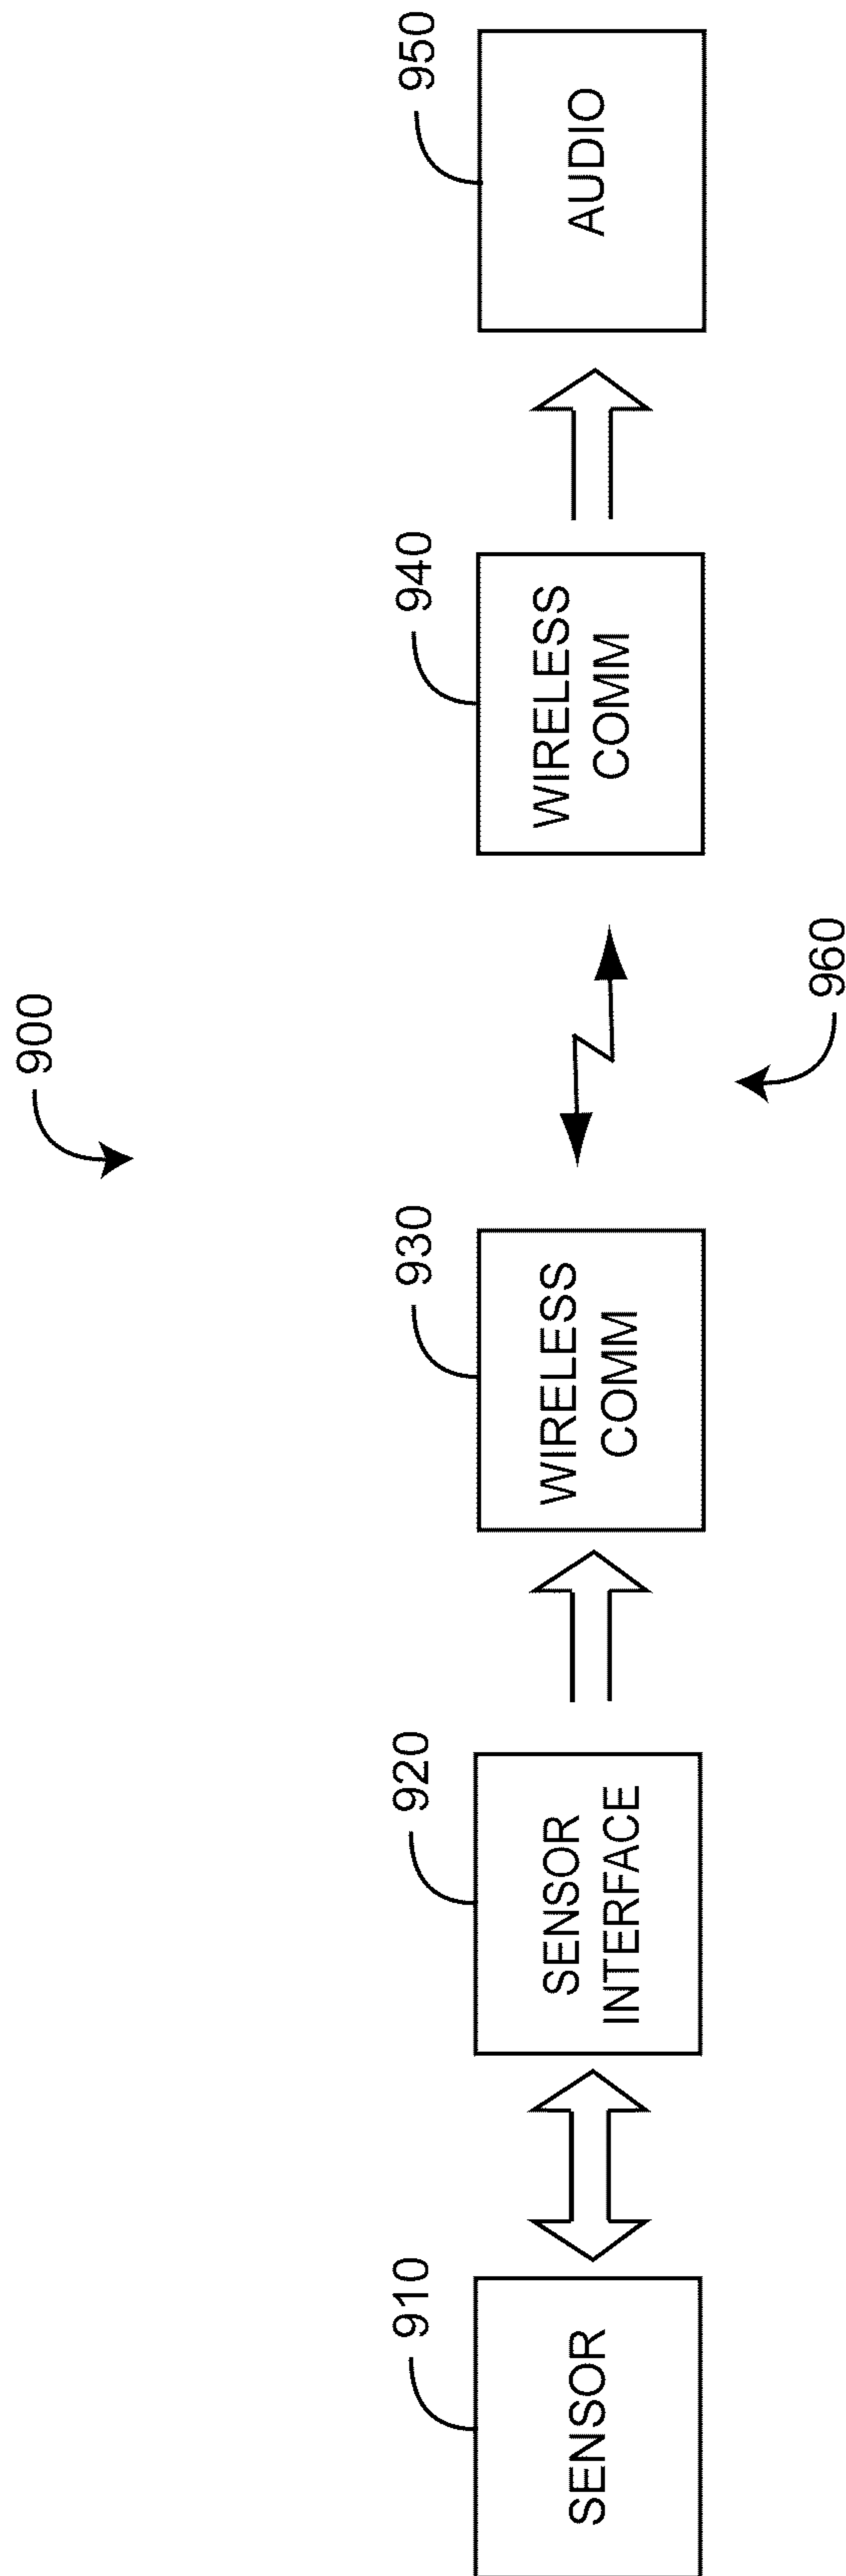 900
910
SENSOR
920
SENSOR
INTERFACE
930
WIRELESS
COMM
940
WIRELESS
COMM
950
AUDIO
960